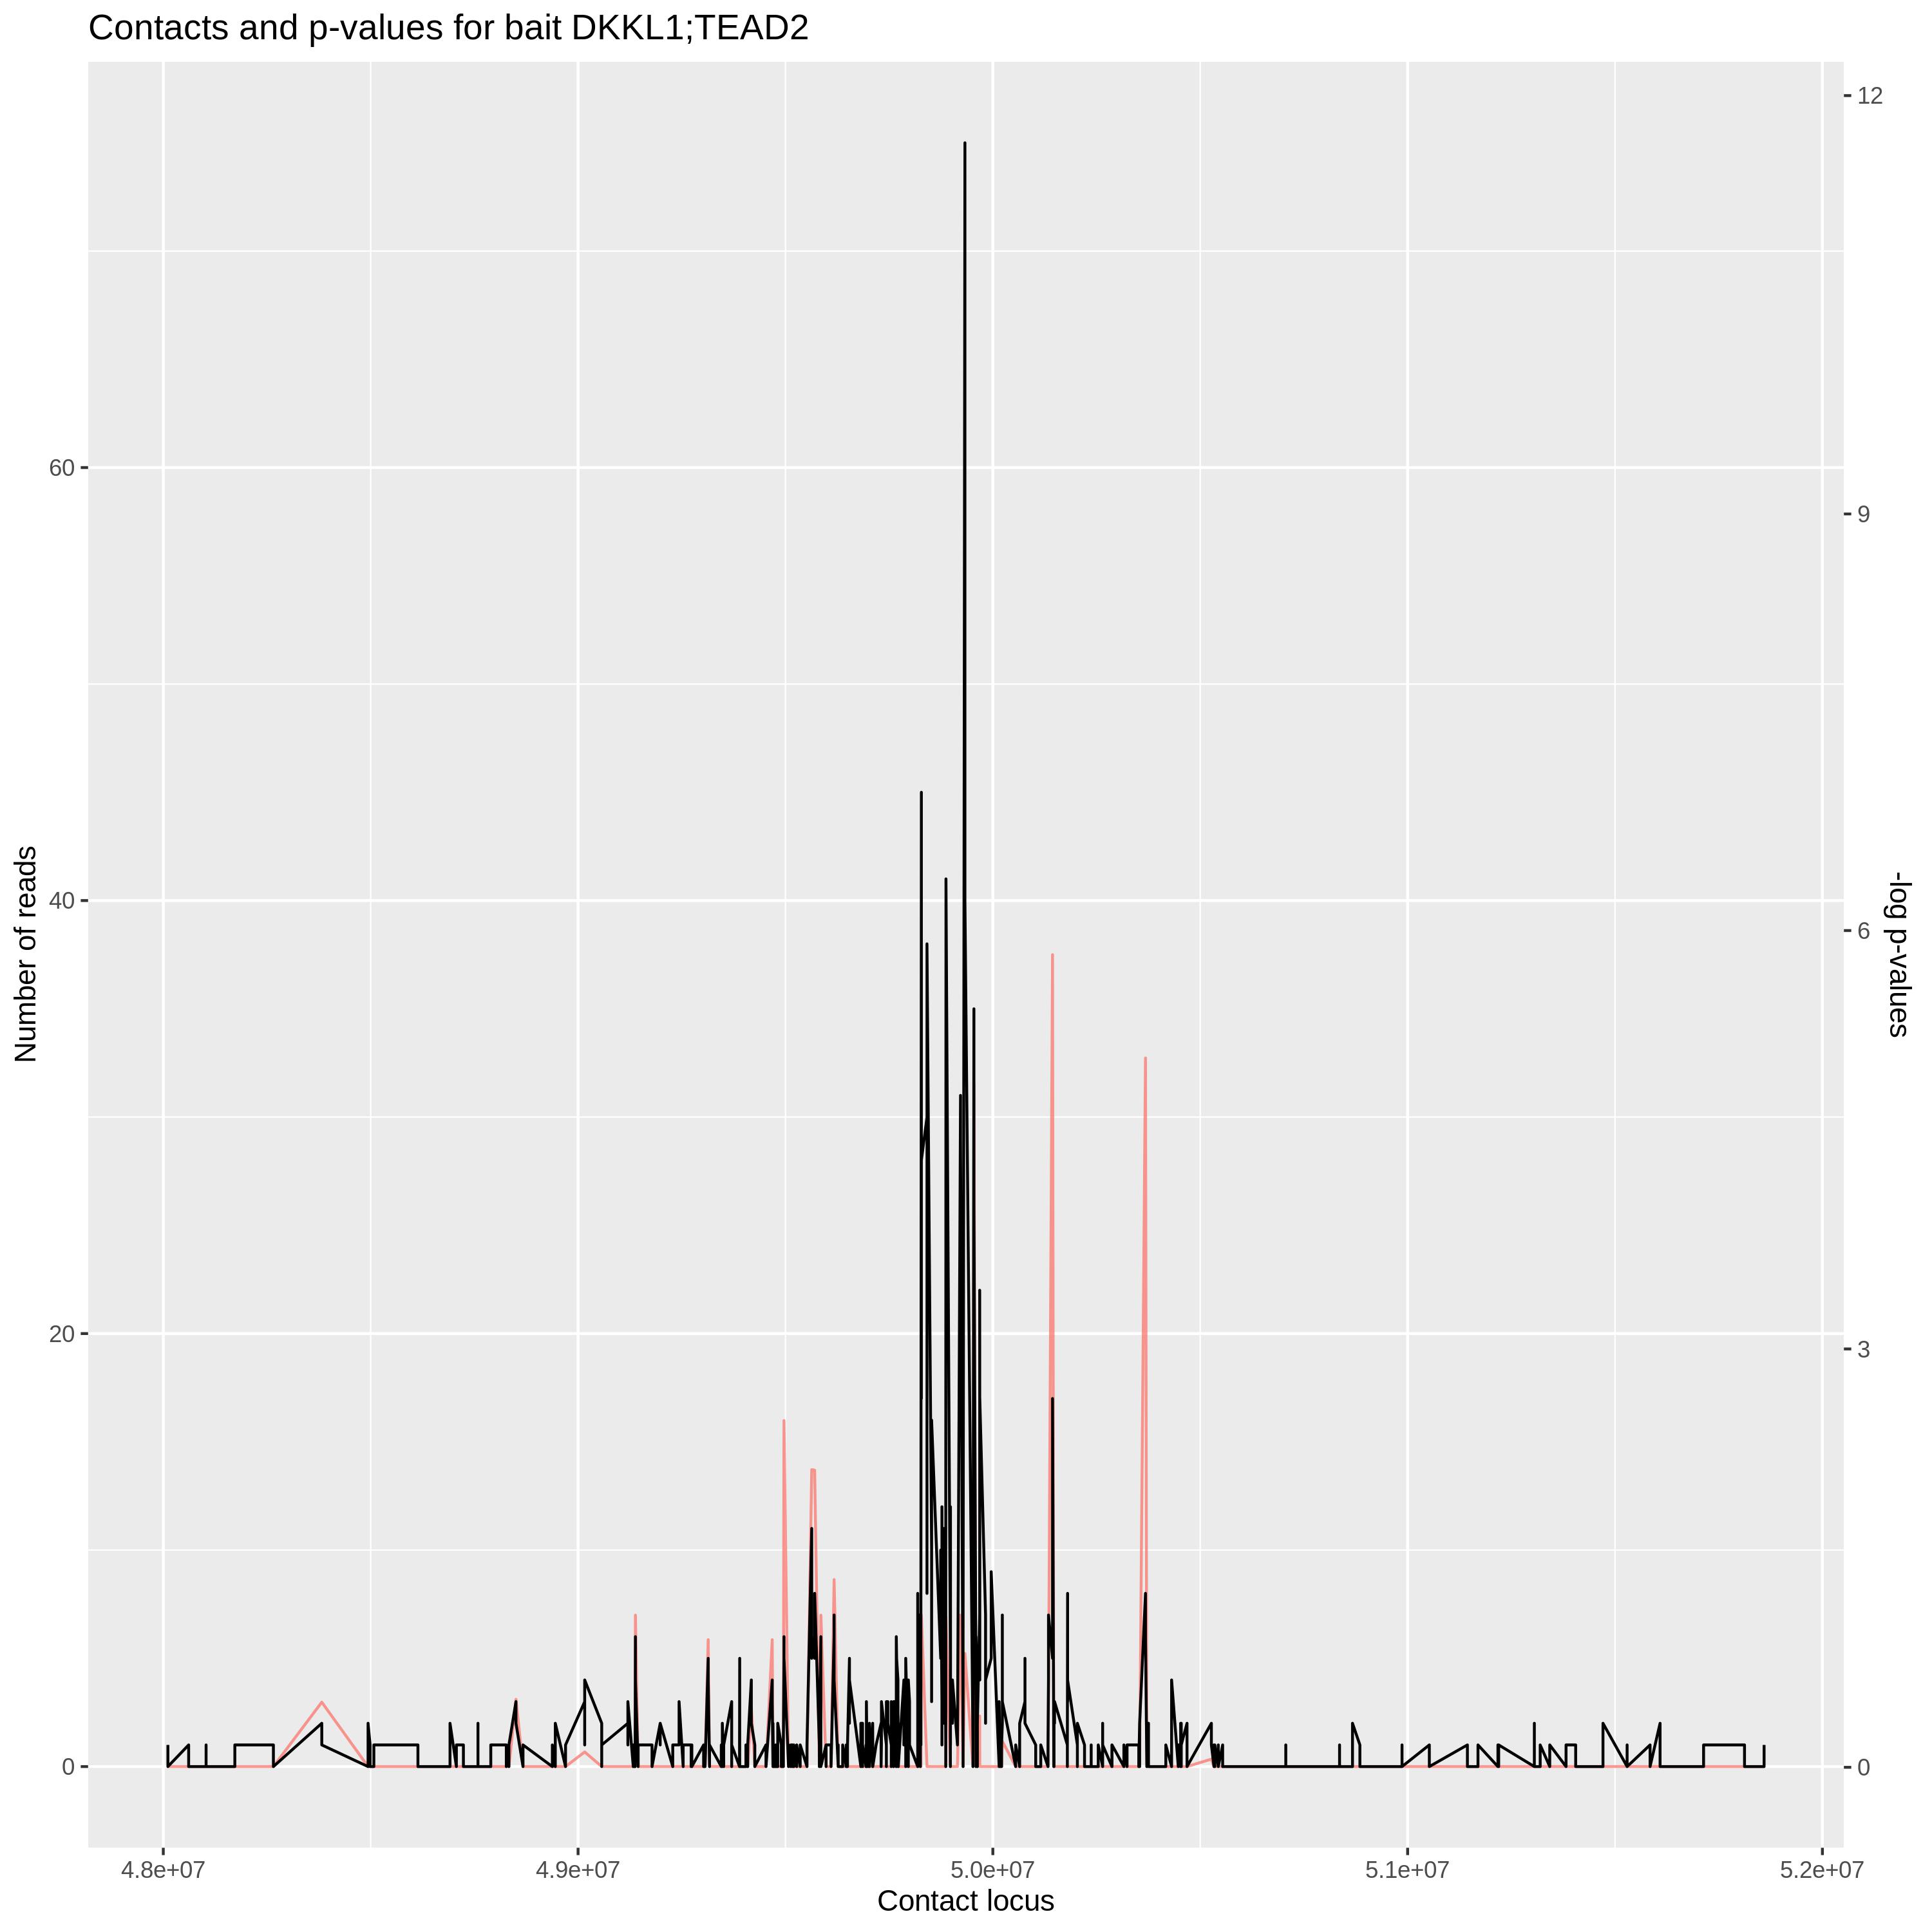 Contacts and p-values for bait DKKL1;TEAD2
12
60
9
40
6
Number of reads
-log p-values
20
3
0
0
4.8e+07 4.9e+07 5.0e+07 5.1e+07 5.2e+07
Contact locus